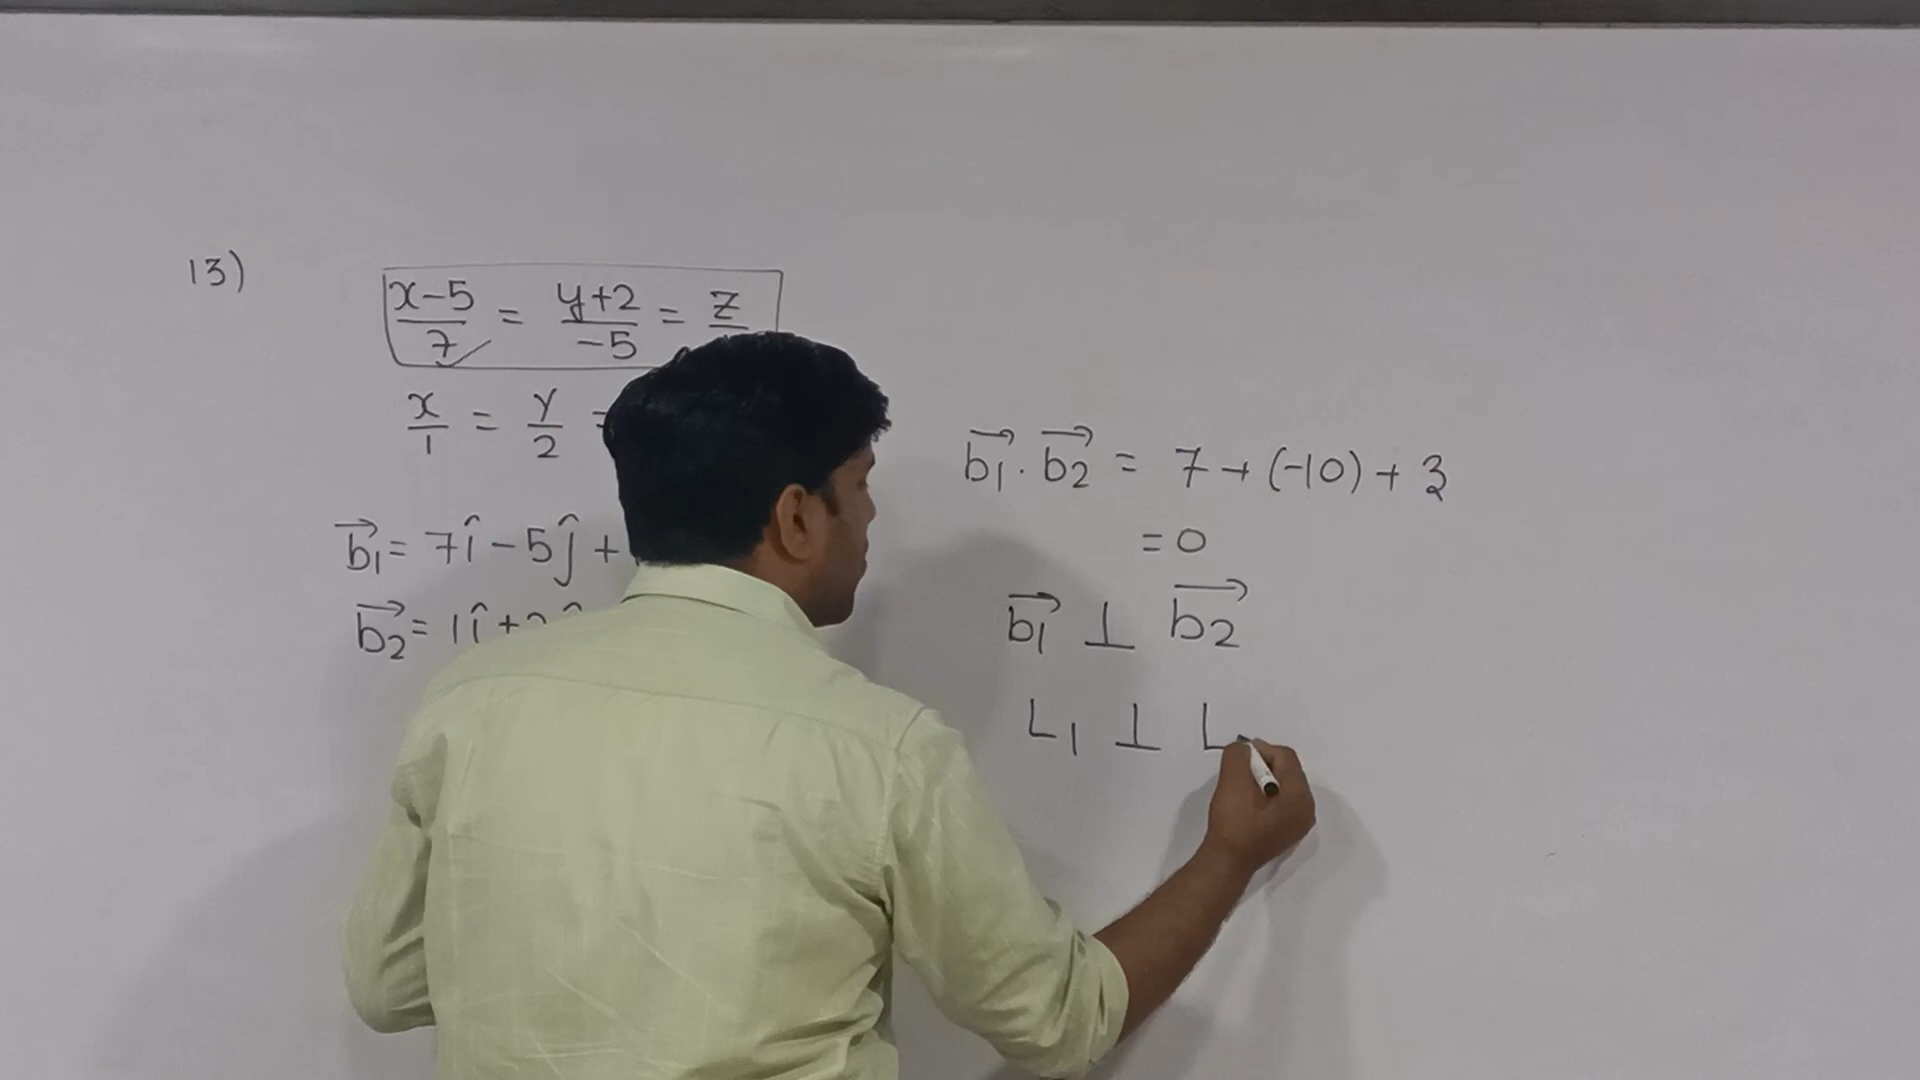 13)
x-5/7 = y+2/-5 = z
x/1 = y/2 =
b1 = 7î - 5ĵ +
b2 = 1î + 2
b1 . b2 = 7 + (-10) + 3
= 0
b1 ⊥ b2
L1 ⊥ L